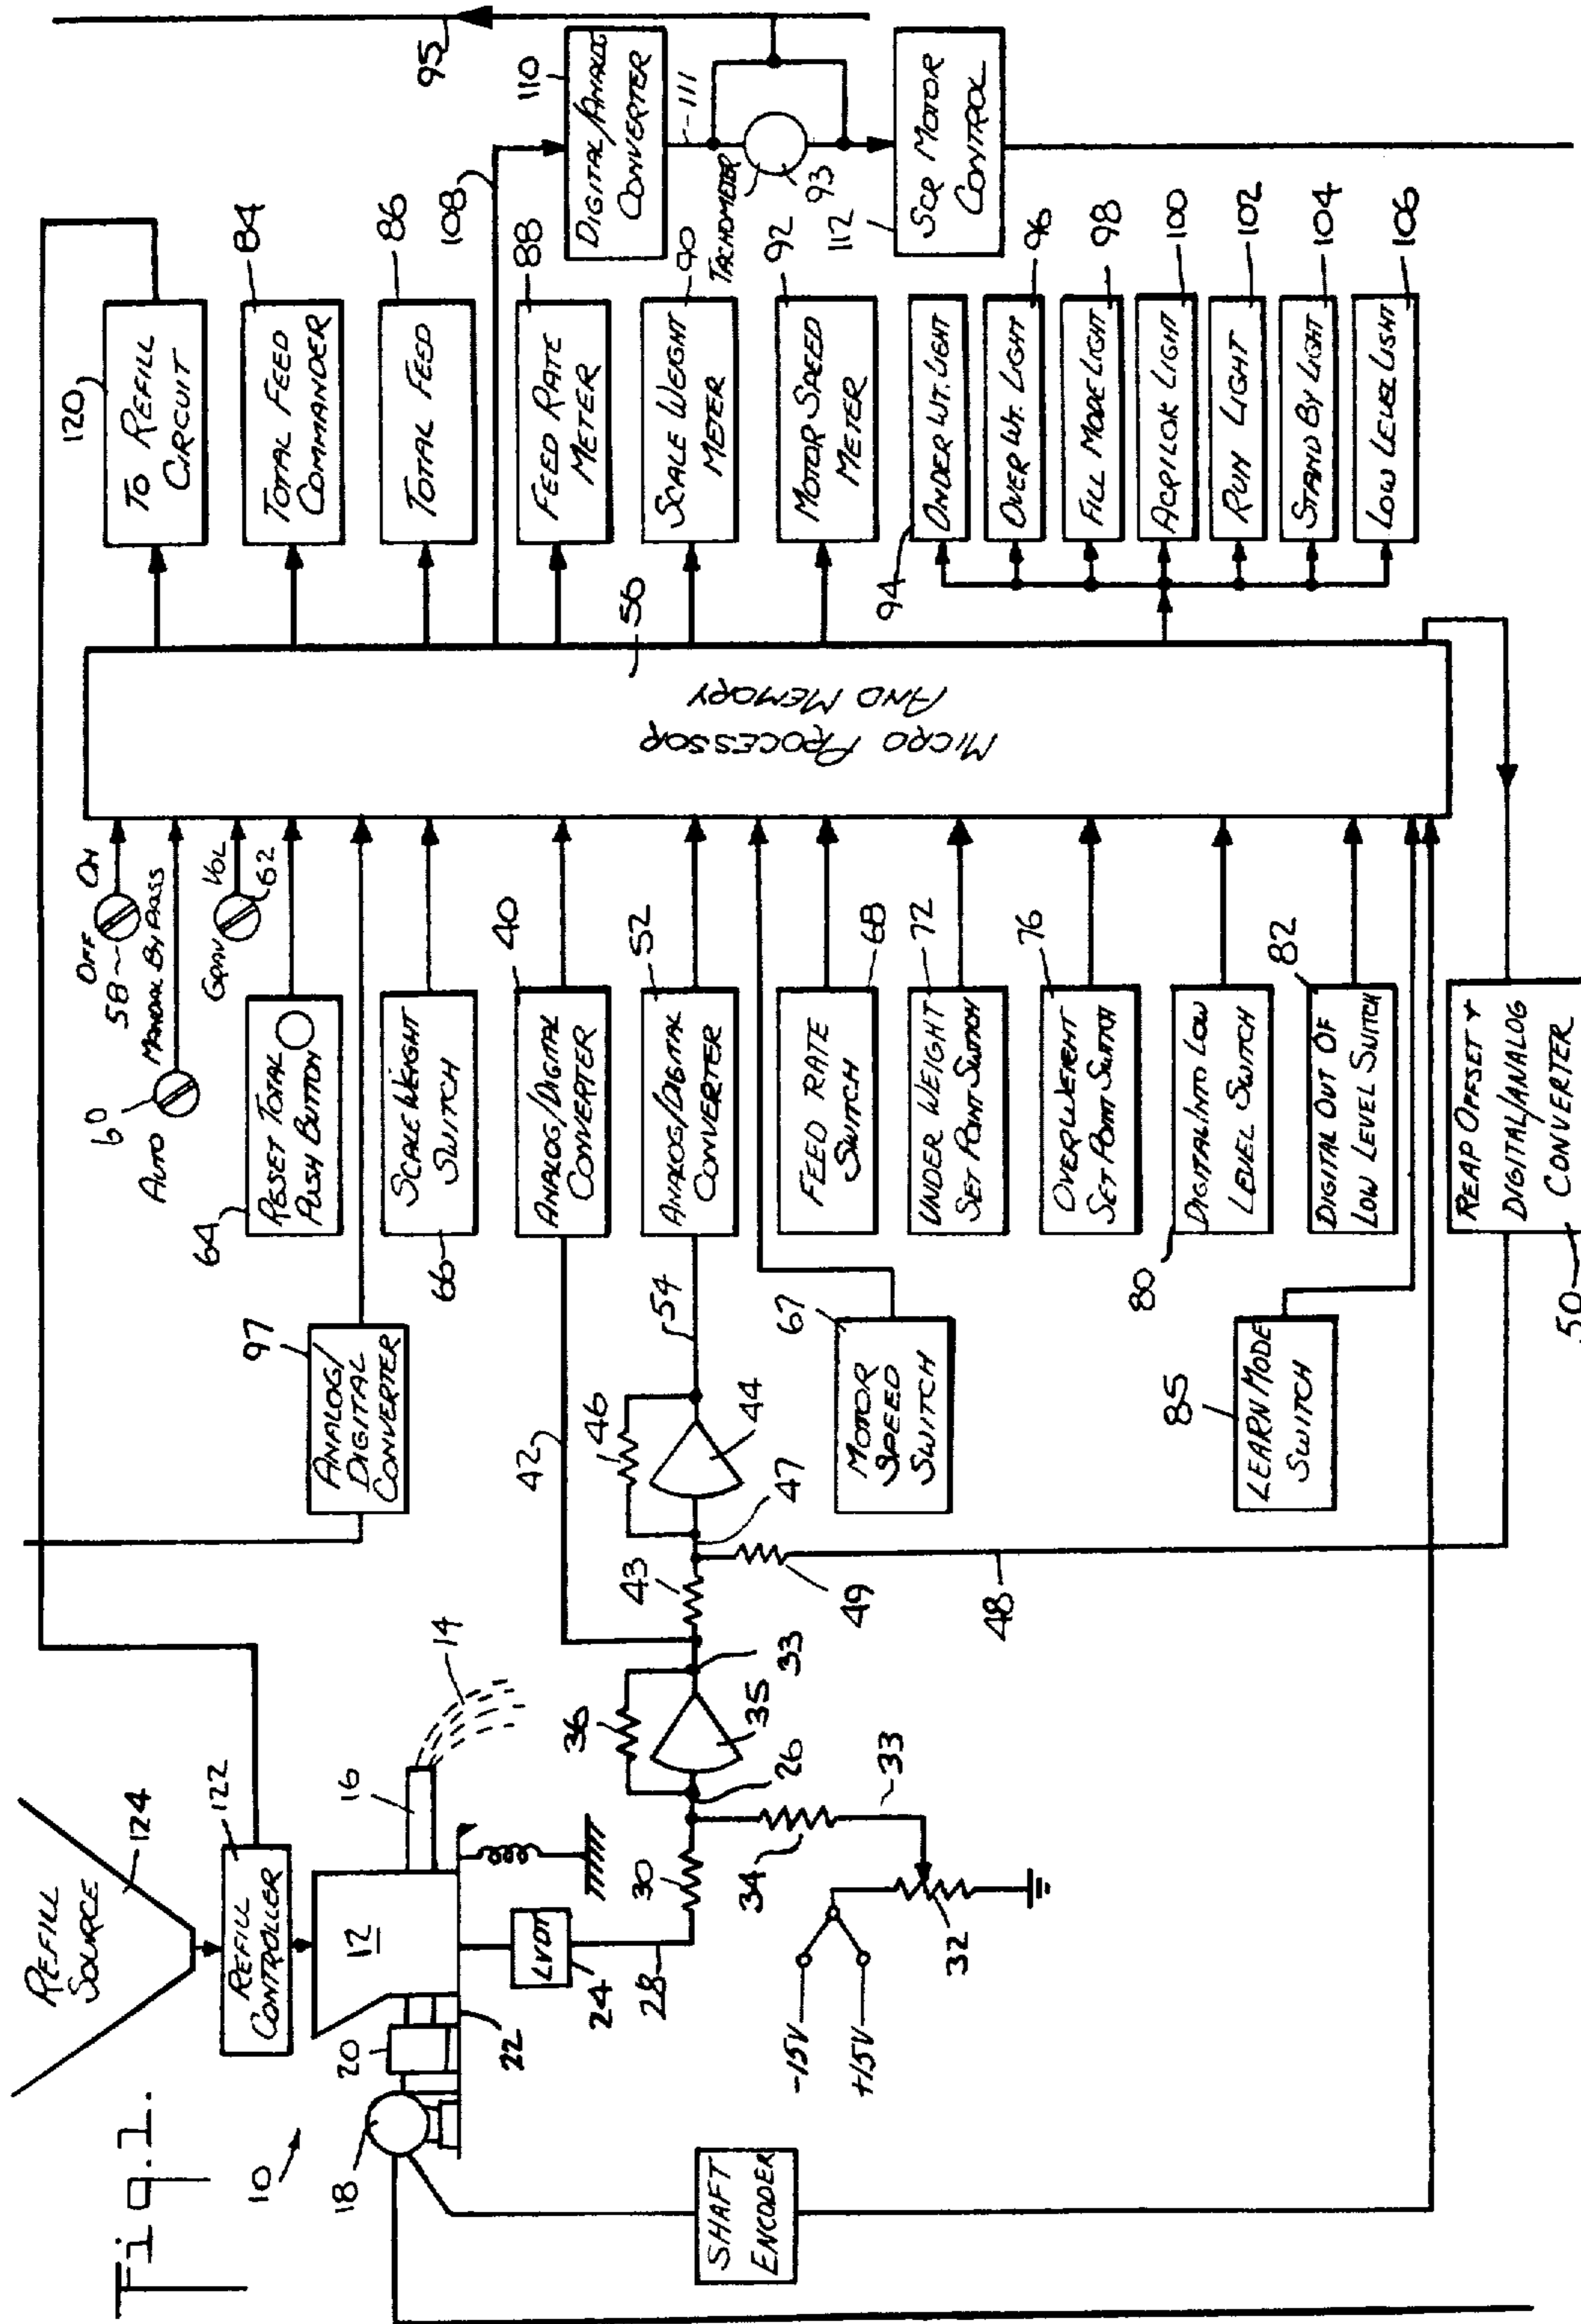 Fig. 1.
10
REFILL
SOURCE
124
REFILL
CONTROLLER
122
12
14
16
18
20
22
LVDT
24
28
30
26
36
35
33
34
33
32
-15V
+15V
SHAFT
ENCODER
42
43
46
44
47
49
48
54
ANALOG/
DIGITAL
CONVERTER
97
MOTOR
SPEED
SWITCH
67
LEARN MODE
SWITCH
85
60
AUTO
MANUAL BYPASS
OFF
ON
58
GRAV
VOL
62
RESET TOTAL
PUSH BUTTON
64
SCALE WEIGHT
SWITCH
66
ANALOG/DIGITAL
CONVERTER
40
ANALOG/DIGITAL
CONVERTER
52
FEED RATE
SWITCH
68
UNDER WEIGHT
SET POINT SWITCH
72
OVERWEIGHT
SET POINT SWITCH
76
DIGITAL INTO LOW
LEVEL SWITCH
80
DIGITAL OUT OF
LOW LEVEL SWITCH
82
REAP OFFSET &
DIGITAL/ANALOG
CONVERTER
50
MICRO PROCESSOR
AND MEMORY
56
TO REFILL
CIRCUIT
120
TOTAL FEED
COMMANDER
84
TOTAL FEED
86
108
FEED RATE
METER
88
SCALE WEIGHT
METER
90
MOTOR SPEED
METER
92
94
UNDER WT. LIGHT
OVER WT. LIGHT
96
FILL MODE LIGHT
98
ACRILOK LIGHT
100
RUN LIGHT
102
STAND BY LIGHT
104
LOW LEVEL LIGHT
106
95
DIGITAL/ANALOG
CONVERTER
110
111
TACHOMETER
93
SCR MOTOR
CONTROL
112